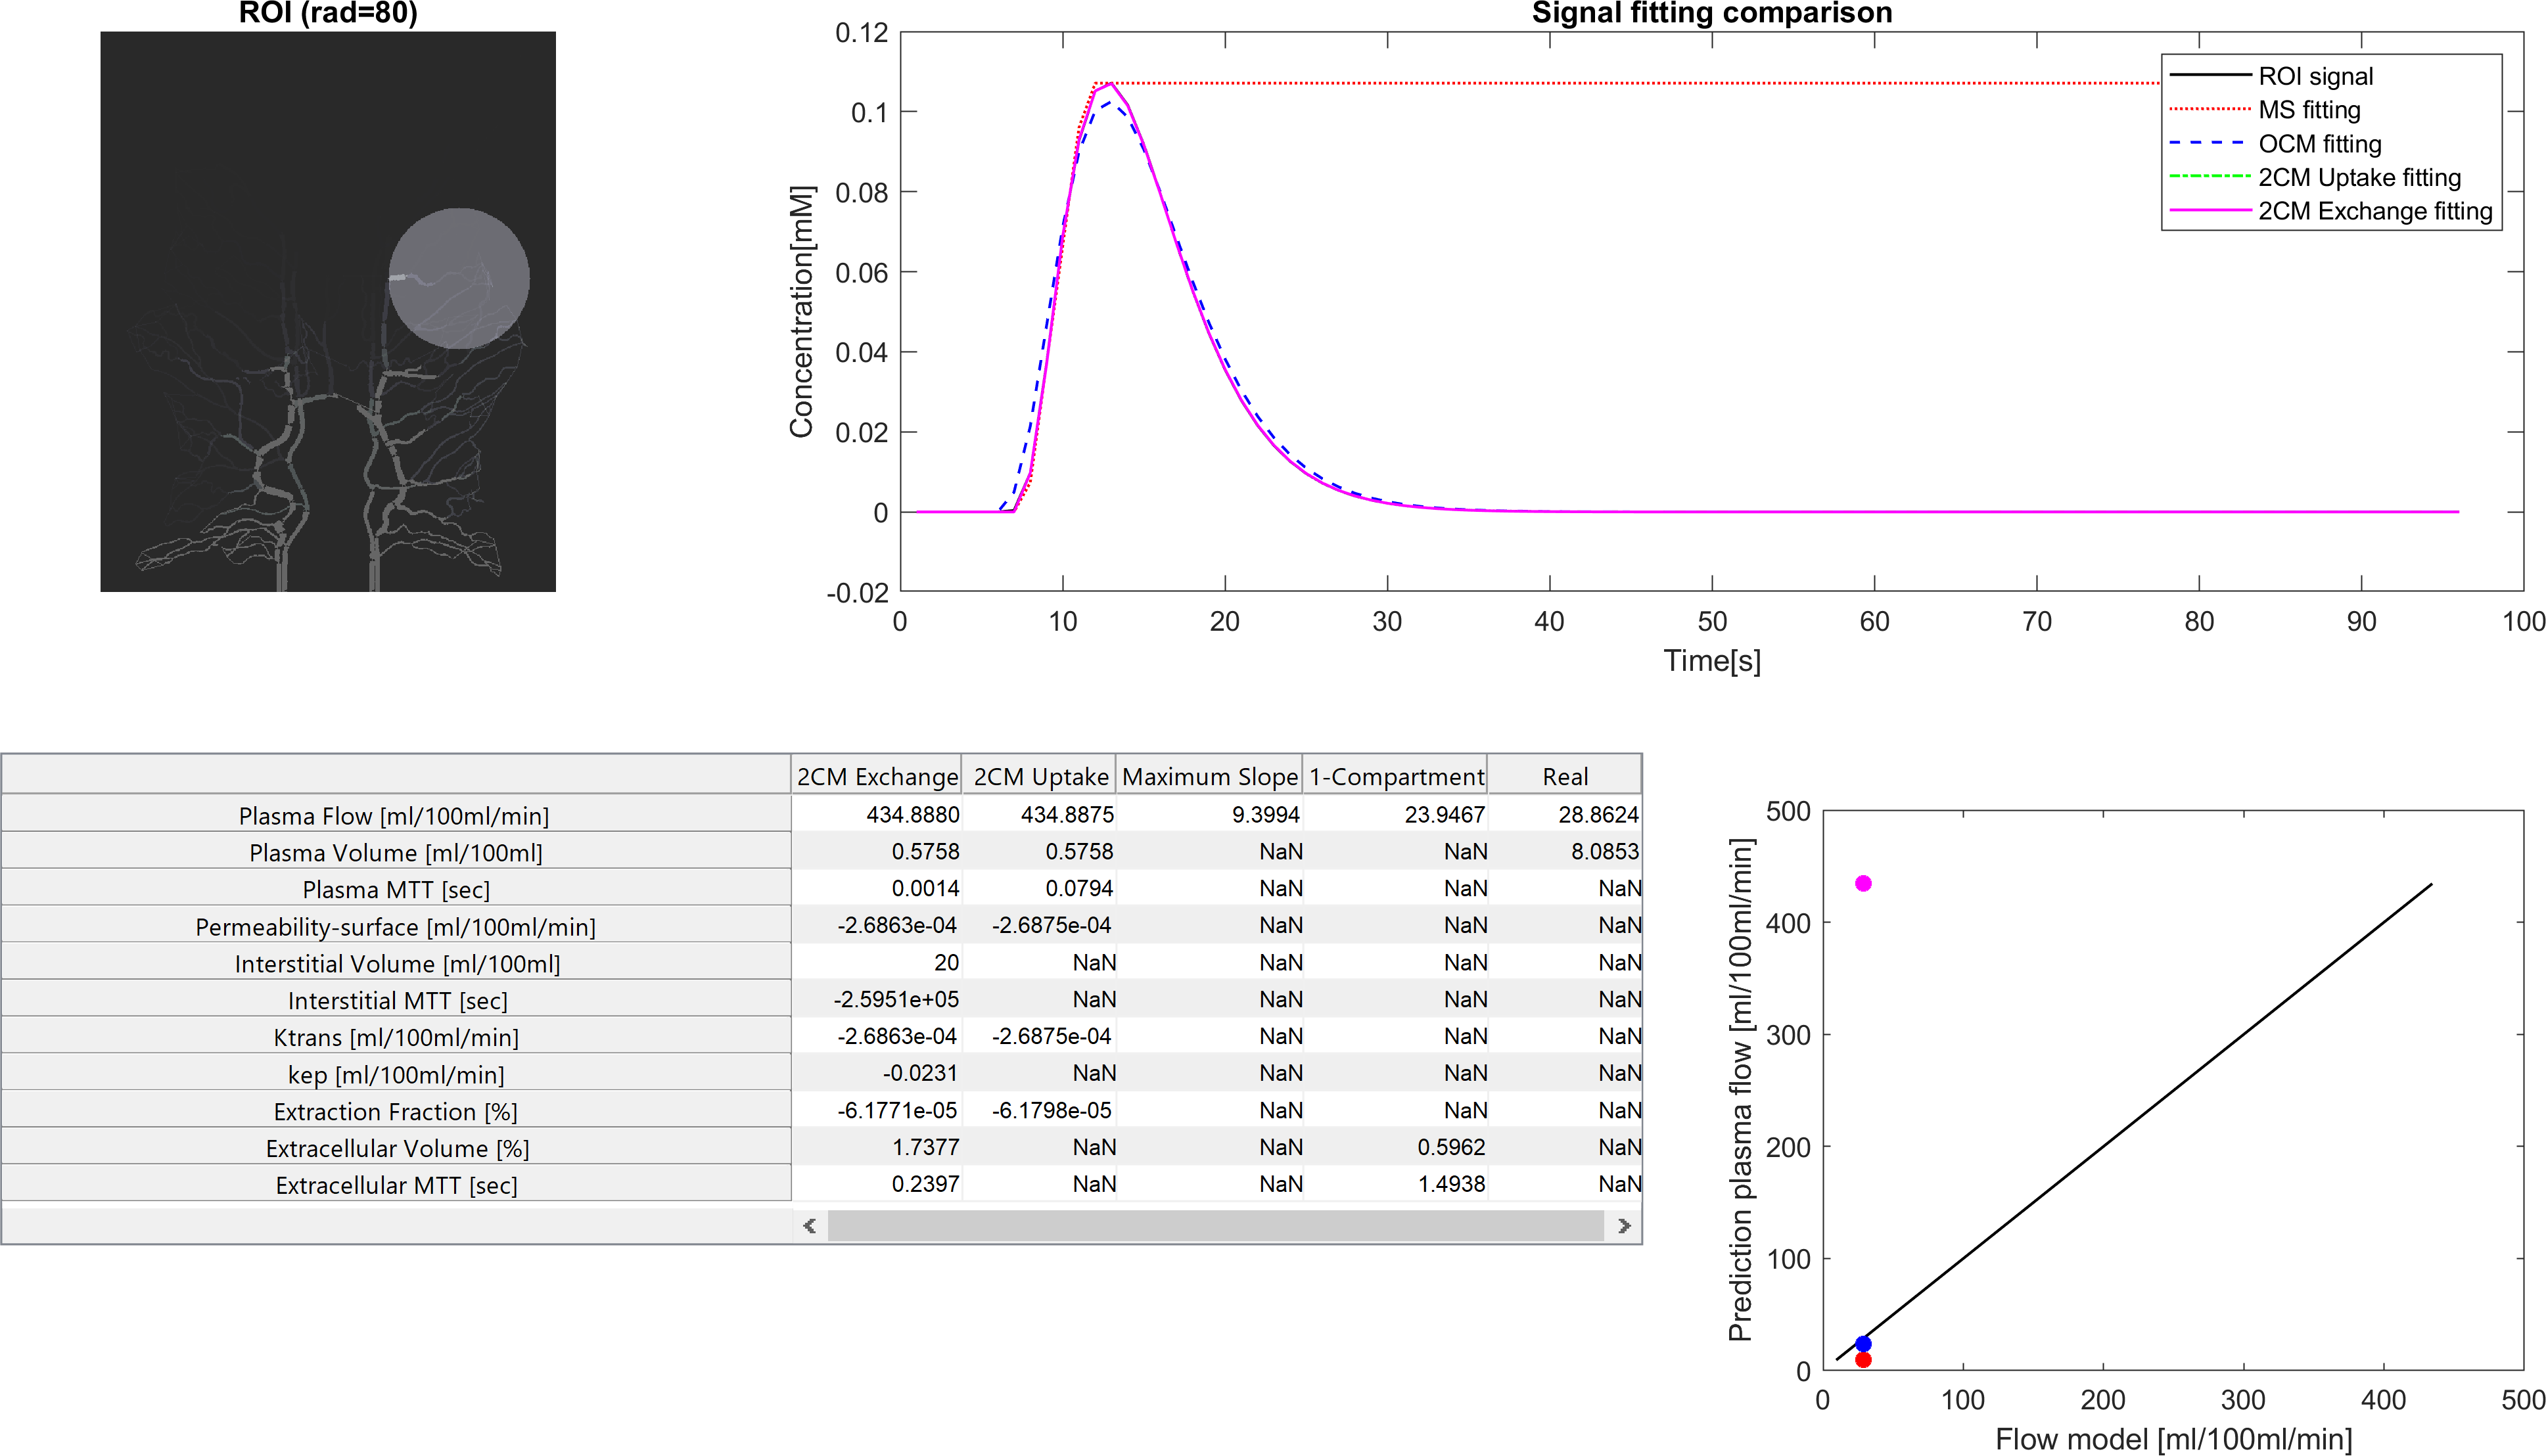 ROI (rad=80)
Signal fitting comparison
0.12
0.1
0.08
0.06
0.04
0.02
0
-0.02
Concentration[mM]
0 10 20 30 40 50 60 70 80 90 100
Time[s]
ROI signal
MS fitting
OCM fitting
2CM Uptake fitting
2CM Exchange fitting
2CM Exchange 2CM Uptake Maximum Slope 1-Compartment Real
Plasma Flow [ml/100ml/min] 434.8880 434.8875 9.3994 23.9467 28.8624
Plasma Volume [ml/100ml] 0.5758 0.5758 NaN NaN 8.0853
Plasma MTT [sec] 0.0014 0.0794 NaN NaN NaN
Permeability-surface [ml/100ml/min] -2.6863e-04 -2.6875e-04 NaN NaN NaN
Interstitial Volume [ml/100ml] 20 NaN NaN NaN NaN
Interstitial MTT [sec] -2.5951e+05 NaN NaN NaN NaN
Ktrans [ml/100ml/min] -2.6863e-04 -2.6875e-04 NaN NaN NaN
kep [ml/100ml/min] -0.0231 NaN NaN NaN NaN
Extraction Fraction [%] -6.1771e-05 -6.1798e-05 NaN NaN NaN
Extracellular Volume [%] 1.7377 NaN NaN 0.5962 NaN
Extracellular MTT [sec] 0.2397 NaN NaN 1.4938 NaN
500
400
300
200
100
0
Prediction plasma flow [ml/100ml/min]
0 100 200 300 400 500
Flow model [ml/100ml/min]